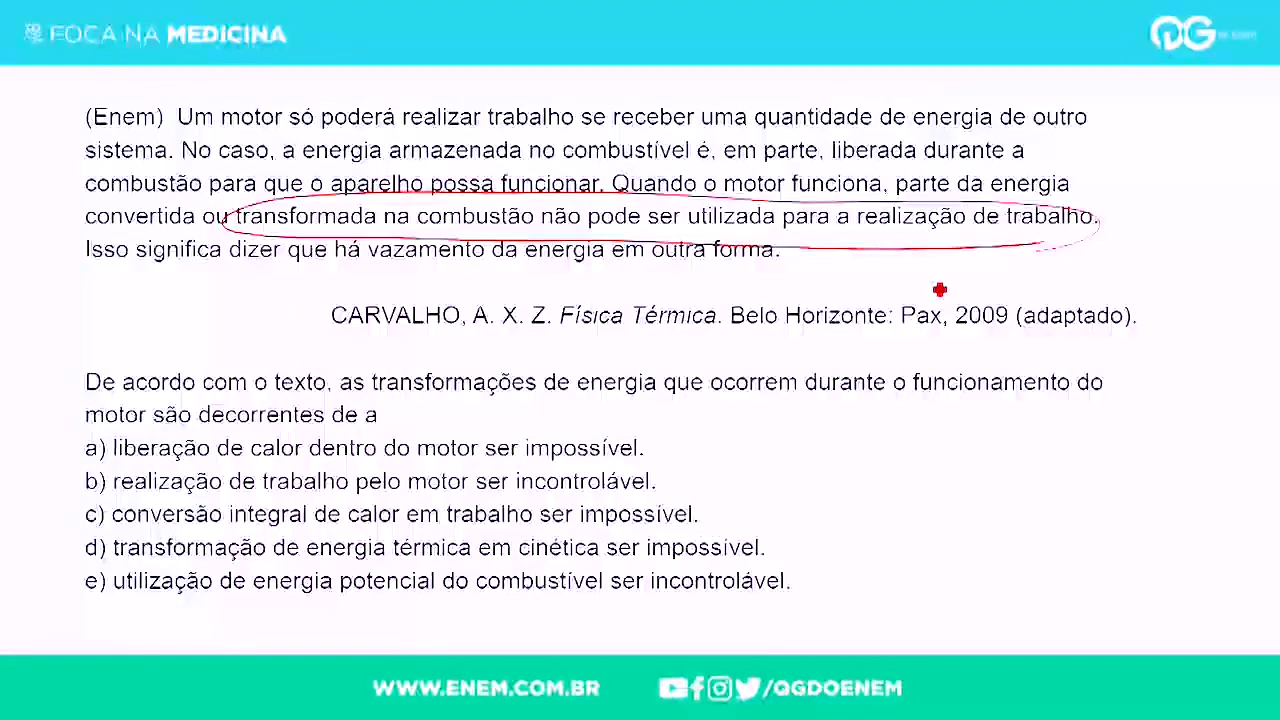 FOCA NA MEDICINA
QG
(Enem) Um motor só poderá realizar trabalho se receber uma quantidade de energia de outro
sistema. No caso, a energia armazenada no combustível é, em parte, liberada durante a
combustão para que o aparelho possa funcionar. Quando o motor funciona, parte da energia
convertida ou transformada na combustão não pode ser utilizada para a realização de trabalho.
Isso significa dizer que há vazamento da energia em outra forma.
CARVALHO, A. X. Z. Física Térmica. Belo Horizonte: Pax, 2009 (adaptado).
De acordo com o texto, as transformações de energia que ocorrem durante o funcionamento do
motor são decorrentes de a
a) liberação de calor dentro do motor ser impossível.
b) realização de trabalho pelo motor ser incontrolável.
c) conversão integral de calor em trabalho ser impossível.
d) transformação de energia térmica em cinética ser impossível.
e) utilização de energia potencial do combustível ser incontrolável.
WWW.ENEM.COM.BR
/QGDOENEM